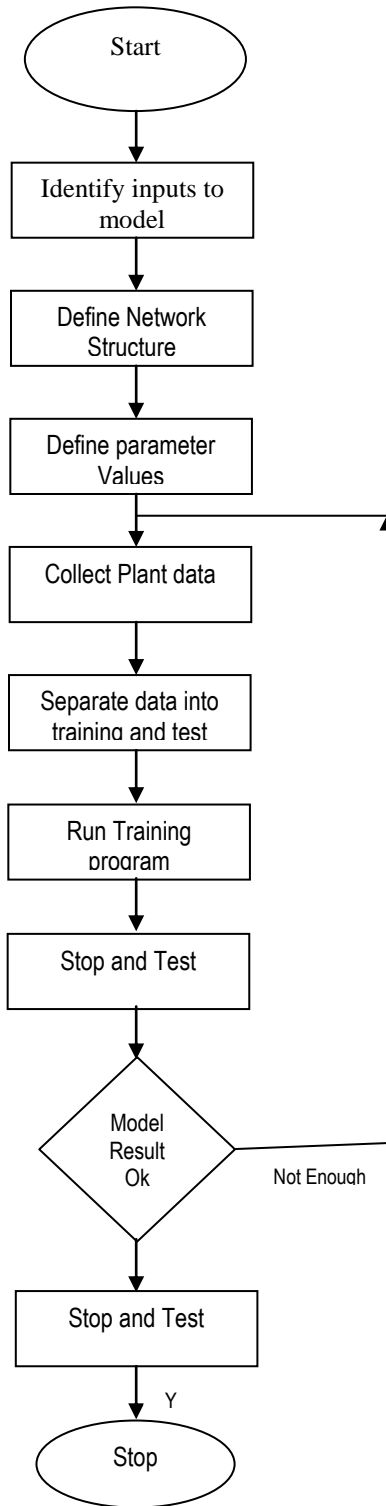 Start
Identify inputs to
model
Define Network
Structure
Define parameter
Values
Collect Plant data
Separate data into
training and test
Run Training
program
Stop and Test
Model
Result
Ok
Not Enough
Stop and Test
Y
Stop